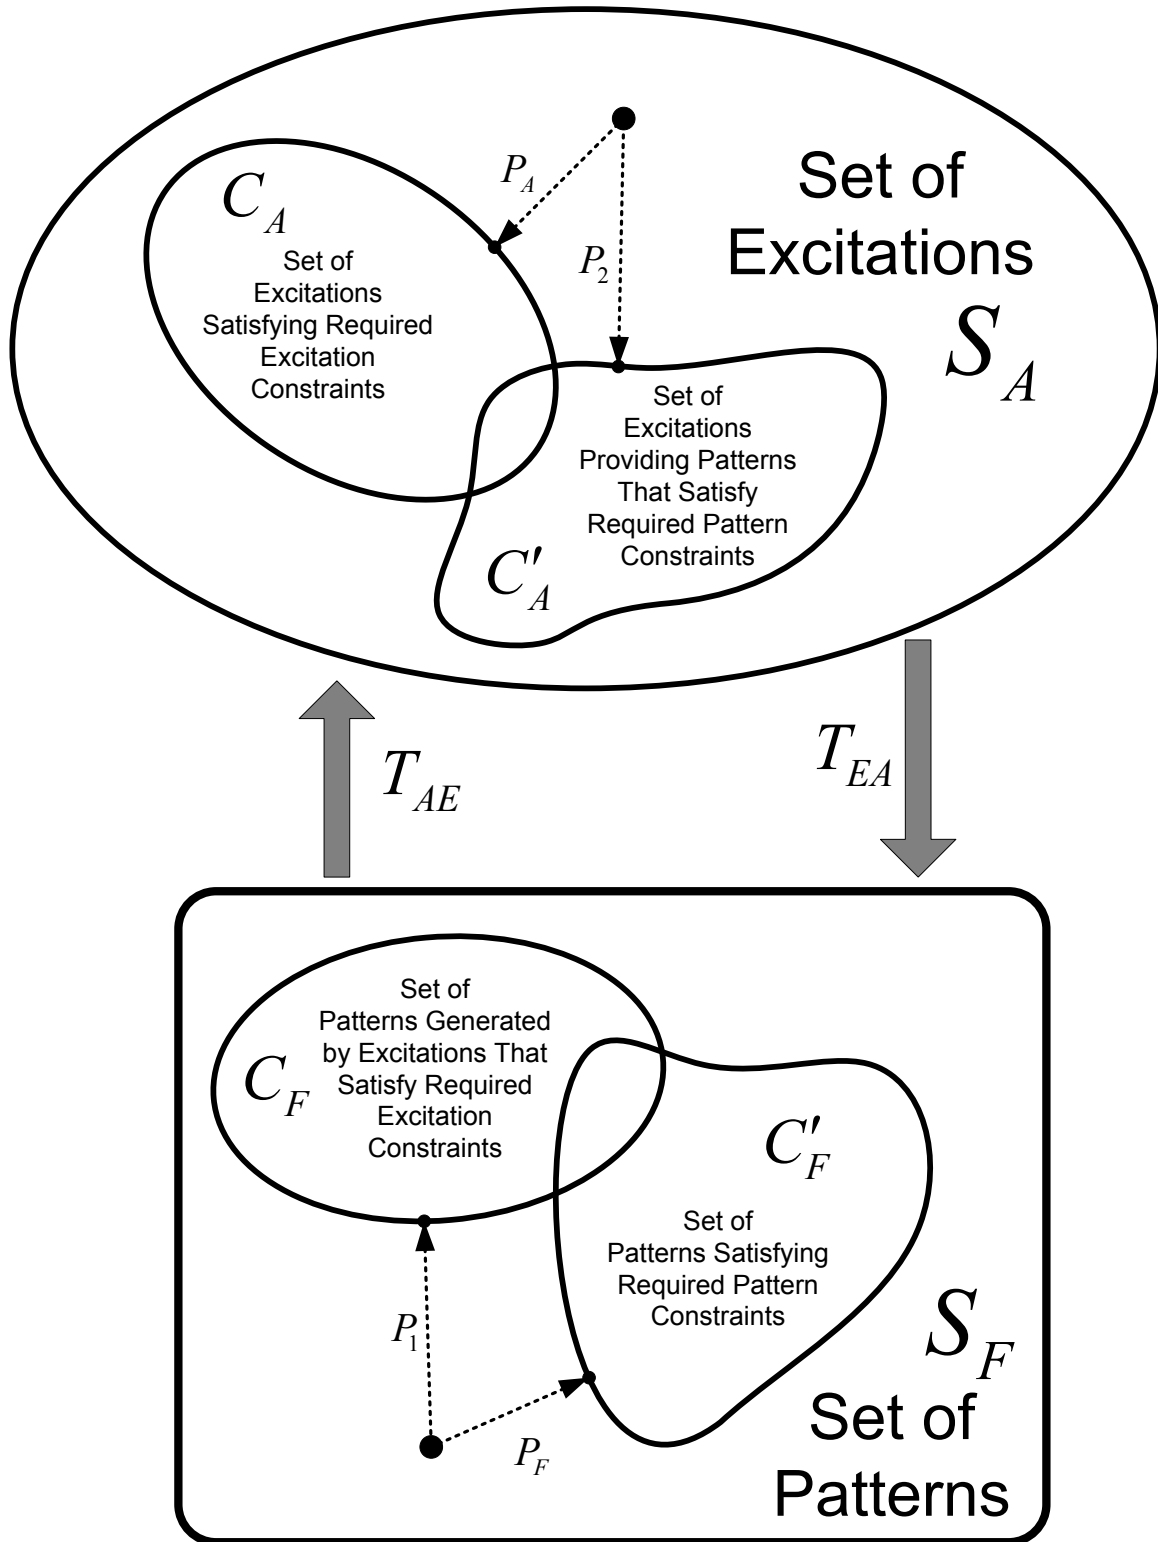 P_A
C_A
Set of
Excitations
Satisfying Required
Excitation
Constraints
P_2
Set of
Excitations
S_A
Set of
Excitations
Providing Patterns
That Satisfy
Required Pattern
Constraints
C'_A
T_AE
T_EA
Set of
Patterns Generated
by Excitations That
Satisfy Required
Excitation
Constraints
C_F
C'_F
Set of
Patterns Satisfying
Required Pattern
Constraints
P_1
P_F
S_F
Set of
Patterns